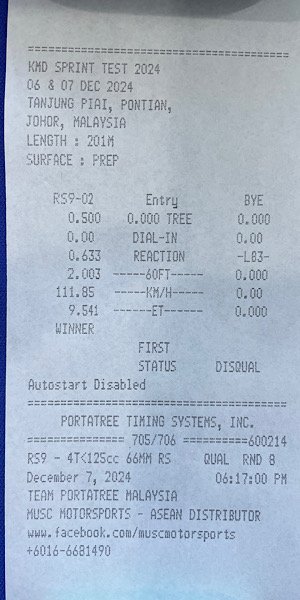 =====================================
KMD SPRINT TEST 2024
06 & 07 DEC 2024
TANJUNG PIAI, PONTIAN,
JOHOR, MALAYSIA
LENGTH : 201M
SURFACE : PREP
RS9-02 Entry BYE
0.500 0.000 TREE 0.000
0.00 DIAL-IN 0.00
0.633 REACTION -L83-
2.003 -----60FT----- 0.000
111.85 -----KM/H----- 0.00
9.541 ------ET------ 0.000
WINNER
FIRST
STATUS DISQUAL
Autostart Disabled
=====================================
PORTATREE TIMING SYSTEMS, INC.
============== 705/706 ==========600214
RS9 - 4T<125cc 66MM RS QUAL RND 8
December 7, 2024 06:17:00 PM
TEAM PORTATREE MALAYSIA
MUSC MOTORSPORTS - ASEAN DISTRIBUTOR
www.facebook.com/muscmotorsports
+6016-6681490